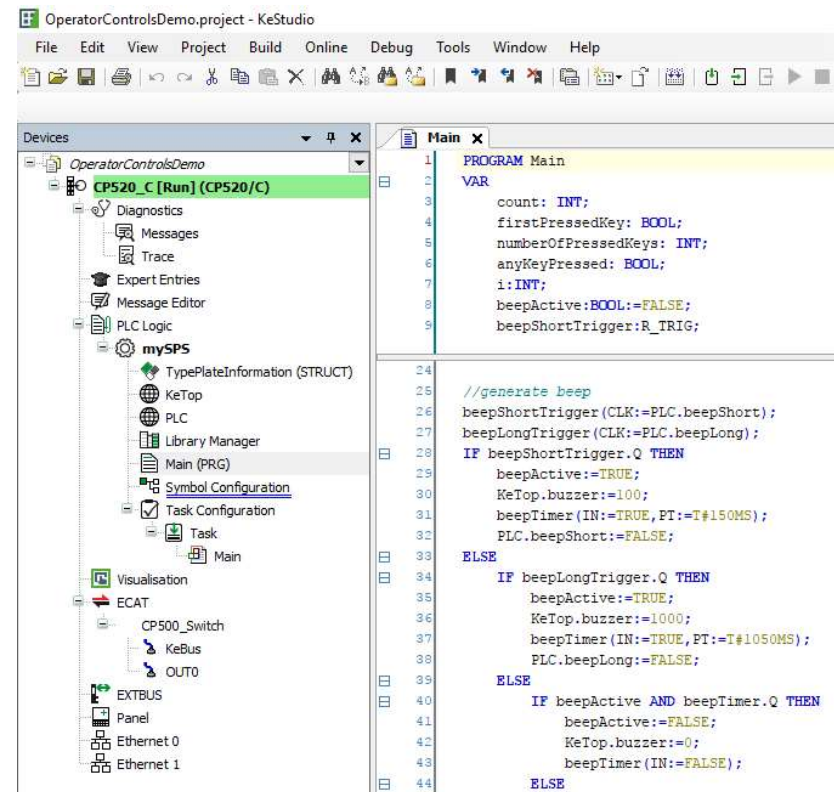 OperatorControlsDemo.project - KeStudio
File Edit View Project Build Online Debug Tools Window Help
Devices
OperatorControlsDemo
CP520_C [Run] (CP520/C)
Diagnostics
Messages
Trace
Expert Entries
Message Editor
PLC Logic
mySPS
TypePlateInformation (STRUCT)
KeTop
PLC
Library Manager
Main (PRG)
Symbol Configuration
Task Configuration
Task
Main
Visualisation
ECAT
CP500_Switch
KeBus
OUT0
EXTBUS
Panel
Ethernet 0
Ethernet 1
Main
1 PROGRAM Main
2 VAR
3 count: INT;
4 firstPressedKey: BOOL;
5 numberOfPressedKeys: INT;
6 anyKeyPressed: BOOL;
7 i:INT;
8 beepActive:BOOL:=FALSE;
9 beepShortTrigger:R_TRIG;
24
25 //generate beep
26 beepShortTrigger(CLK:=PLC.beepShort);
27 beepLongTrigger(CLK:=PLC.beepLong);
28 IF beepShortTrigger.Q THEN
29 beepActive:=TRUE;
30 KeTop.buzzer:=100;
31 beepTimer(IN:=TRUE,PT:=T#150MS);
32 PLC.beepShort:=FALSE;
33 ELSE
34 IF beepLongTrigger.Q THEN
35 beepActive:=TRUE;
36 KeTop.buzzer:=1000;
37 beepTimer(IN:=TRUE,PT:=T#1050MS);
38 PLC.beepLong:=FALSE;
39 ELSE
40 IF beepActive AND beepTimer.Q THEN
41 beepActive:=FALSE;
42 KeTop.buzzer:=0;
43 beepTimer(IN:=FALSE);
44 ELSE